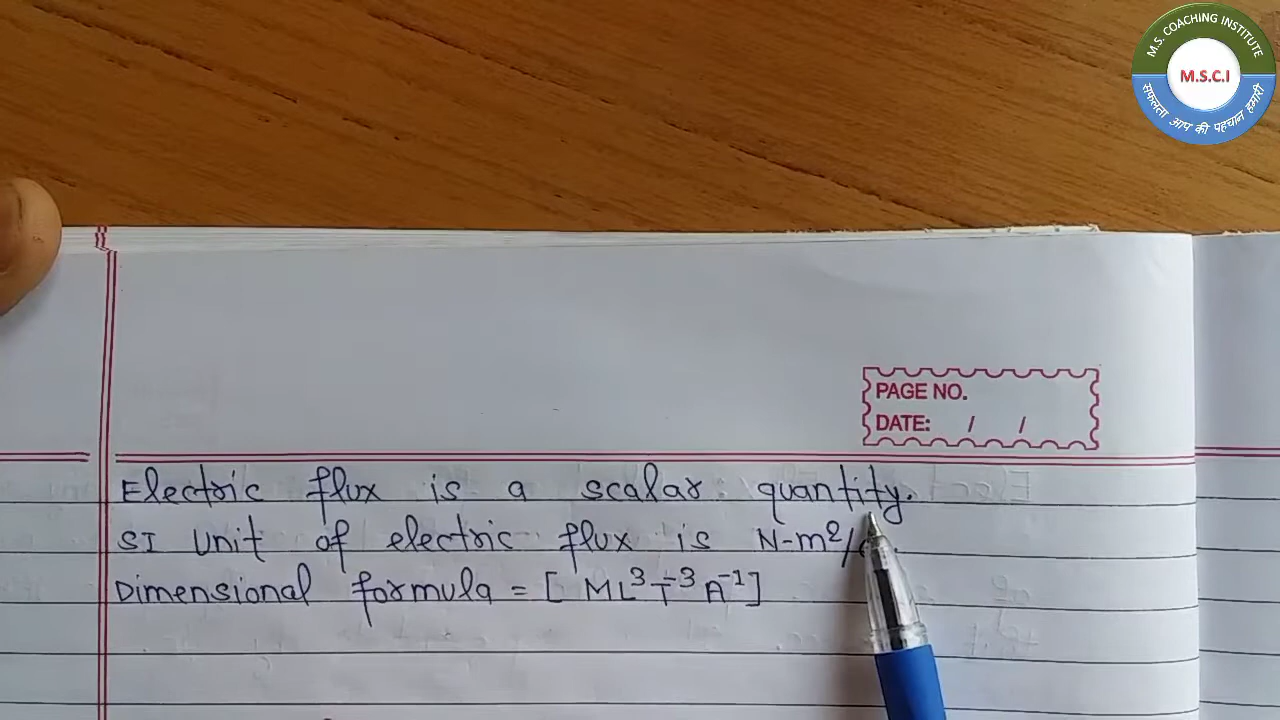 M.S. COACHING INSTITUTE
M.S.C.I
सफलता आप की पहचान हमारी
PAGE NO.
DATE: / /
Electric flux is a scalar quantity.
SI Unit of electric flux is N-m²/
Dimensional formula = [ ML³T⁻³A⁻¹]